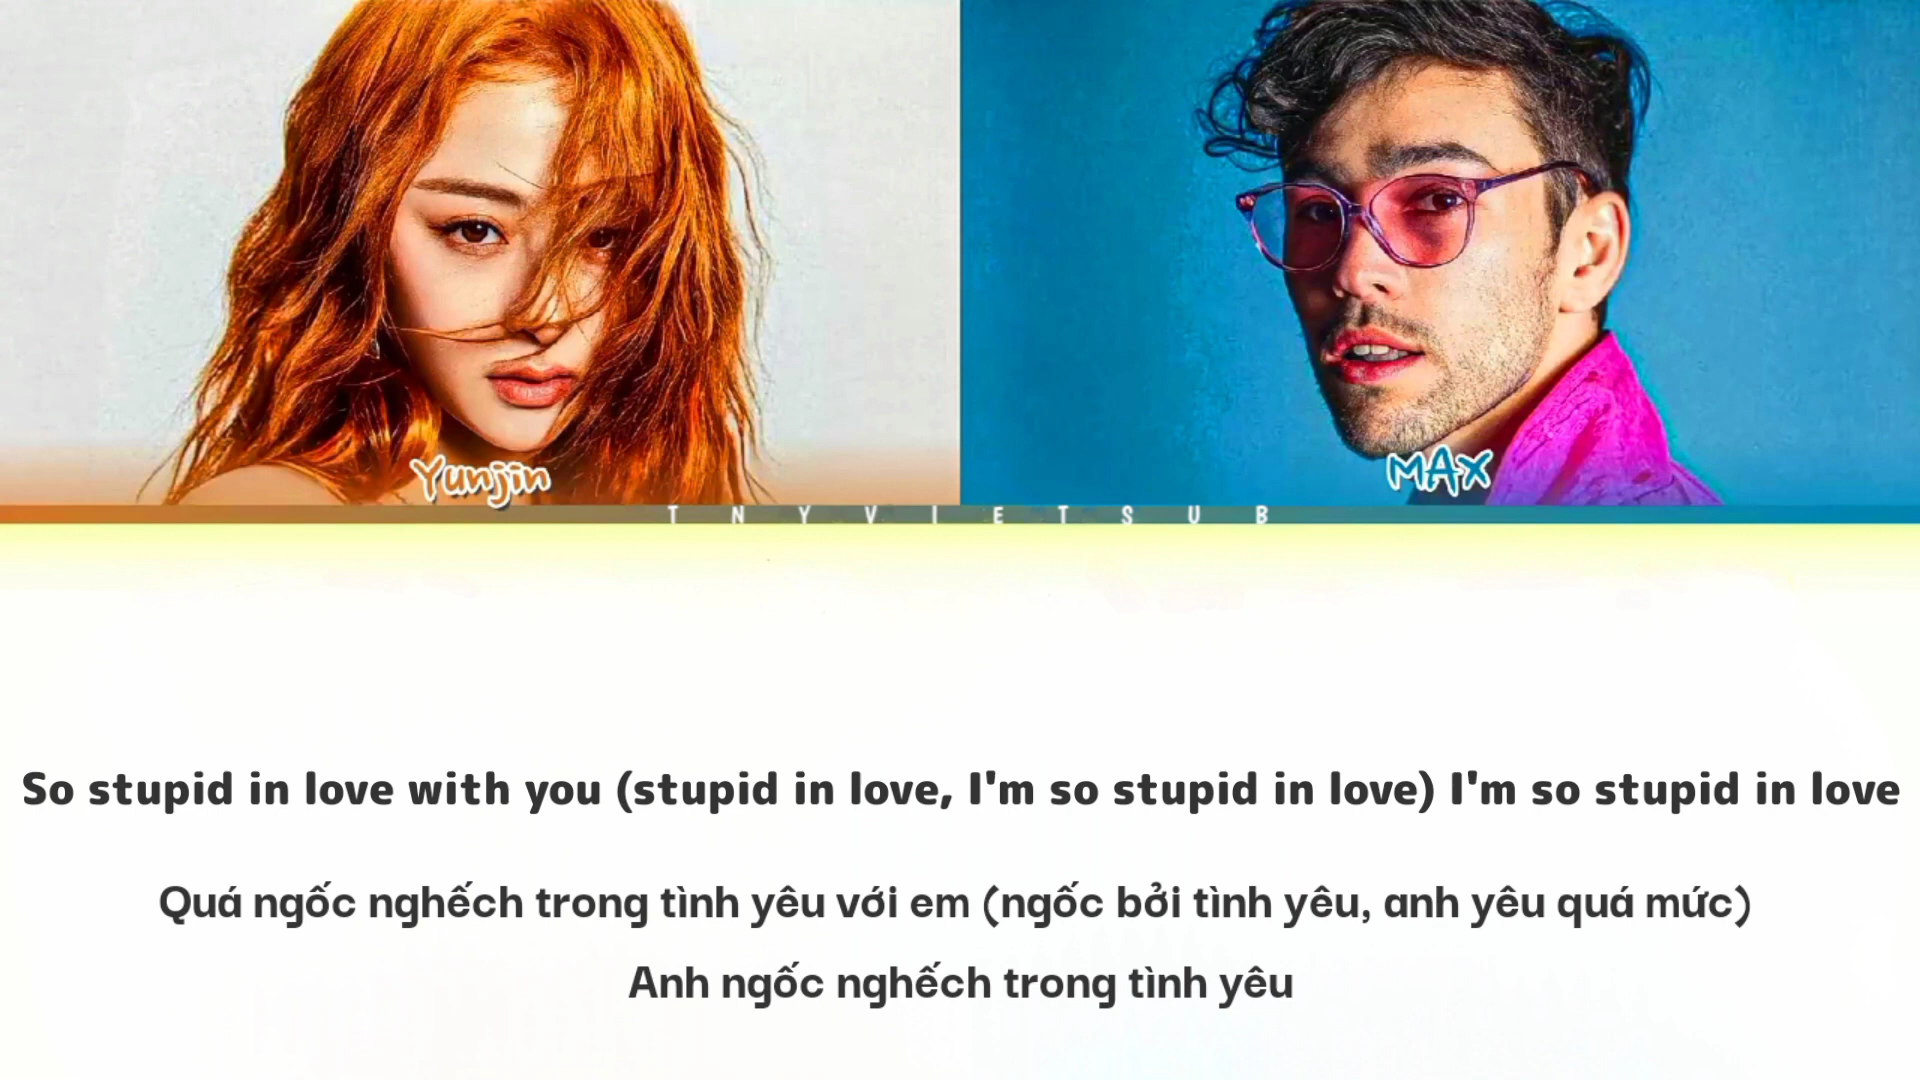 Yunjin
MAX
TNYVIETSUB
So stupid in love with you (stupid in love, I'm so stupid in love) I'm so stupid in love
Quá ngốc nghếch trong tình yêu với em (ngốc bởi tình yêu, anh yêu quá mức)
Anh ngốc nghếch trong tình yêu